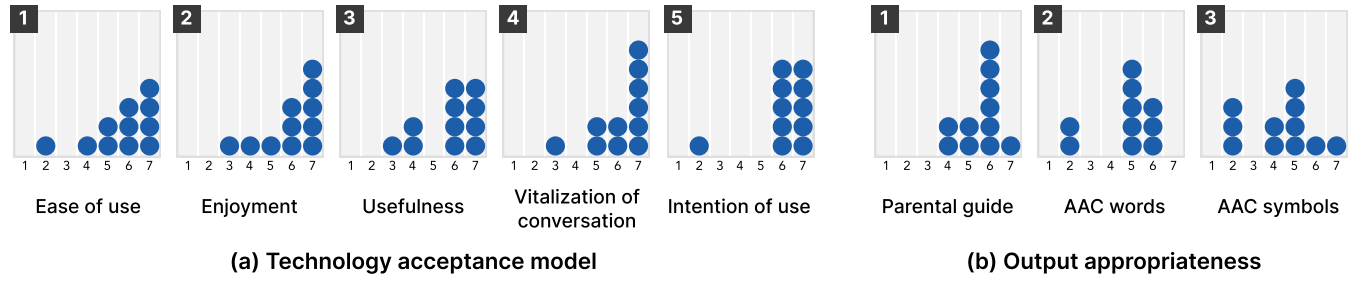 1 2 3 4 5 1 2 3
1 2 3 4 5 6 7 1 2 3 4 5 6 7 1 2 3 4 5 6 7 1 2 3 4 5 6 7 1 2 3 4 5 6 7 1 2 3 4 5 6 7 1 2 3 4 5 6 7 1 2 3 4 5 6 7
Ease of use
Enjoyment
Usefulness
Vitalization of
conversation
Intention of use
Parental guide
AAC words
AAC symbols
(a) Technology acceptance model
(b) Output appropriateness